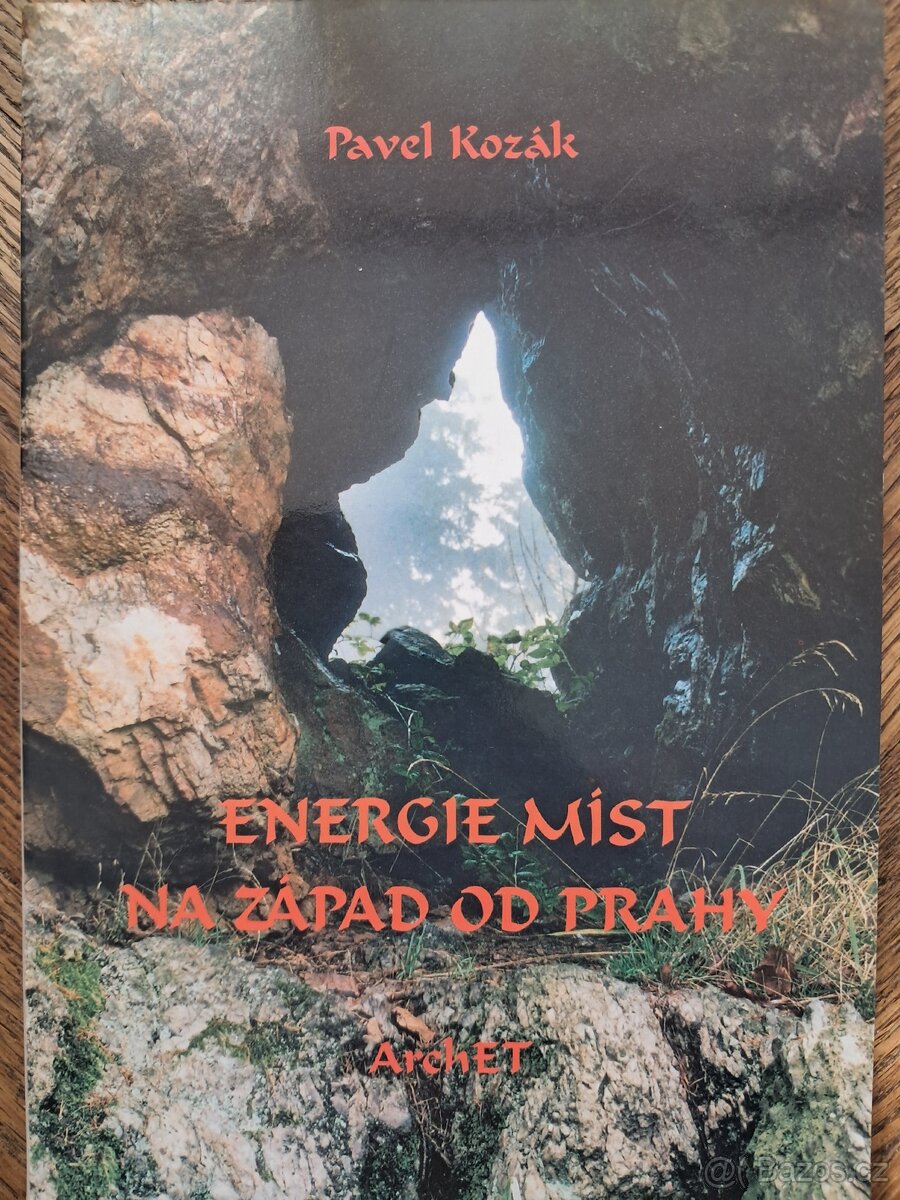 Pavel Kozák
ENERGIE MÍST
NA ZÁPAD OD PRAHY
ArchET
@ Bazos.cz